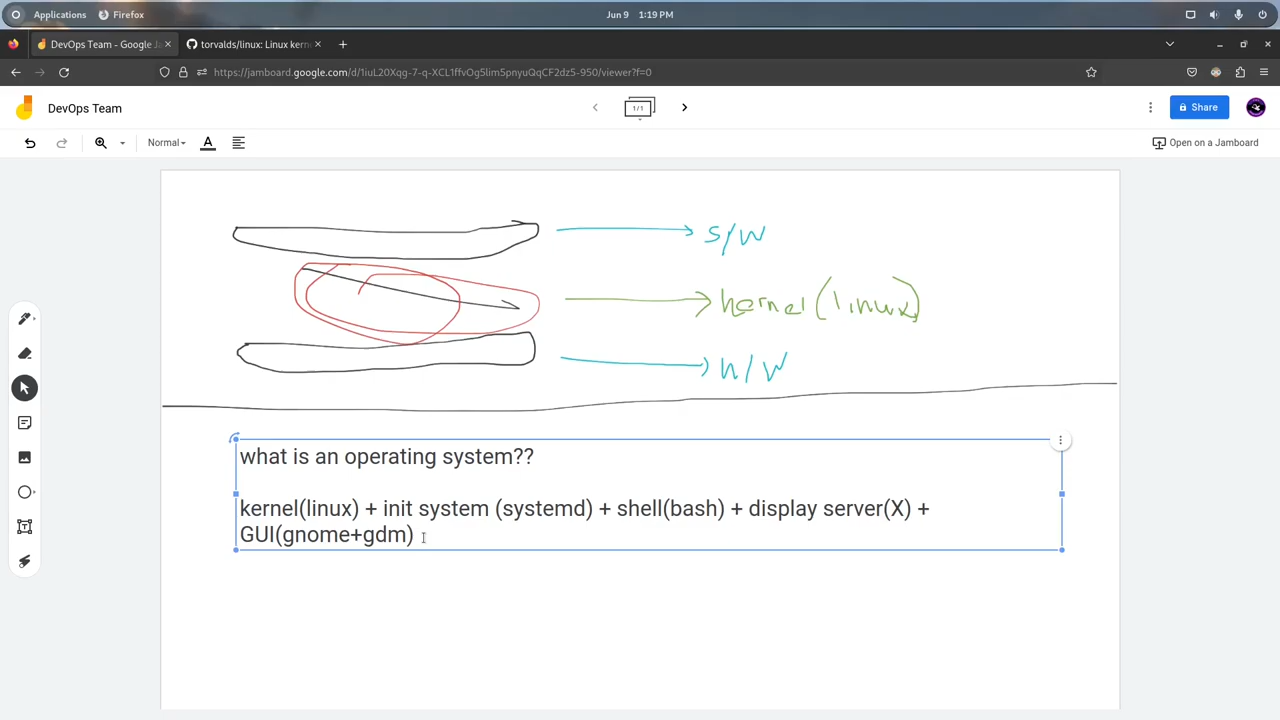 Applications Firefox Jun 9 1:19 PM
DevOps Team - Google Ja torvalds/linux: Linux kerne
https://jamboard.google.com/d/1iuL20Xqg-7-q-XCL1ffvOg5lim5pnyuQqCF2dz5-950/viewer?f=0
DevOps Team 1/1 Share
Normal A Open on a Jamboard
S/W
kernel(linux)
h/W
what is an operating system??
kernel(linux) + init system (systemd) + shell(bash) + display server(X) +
GUI(gnome+gdm)